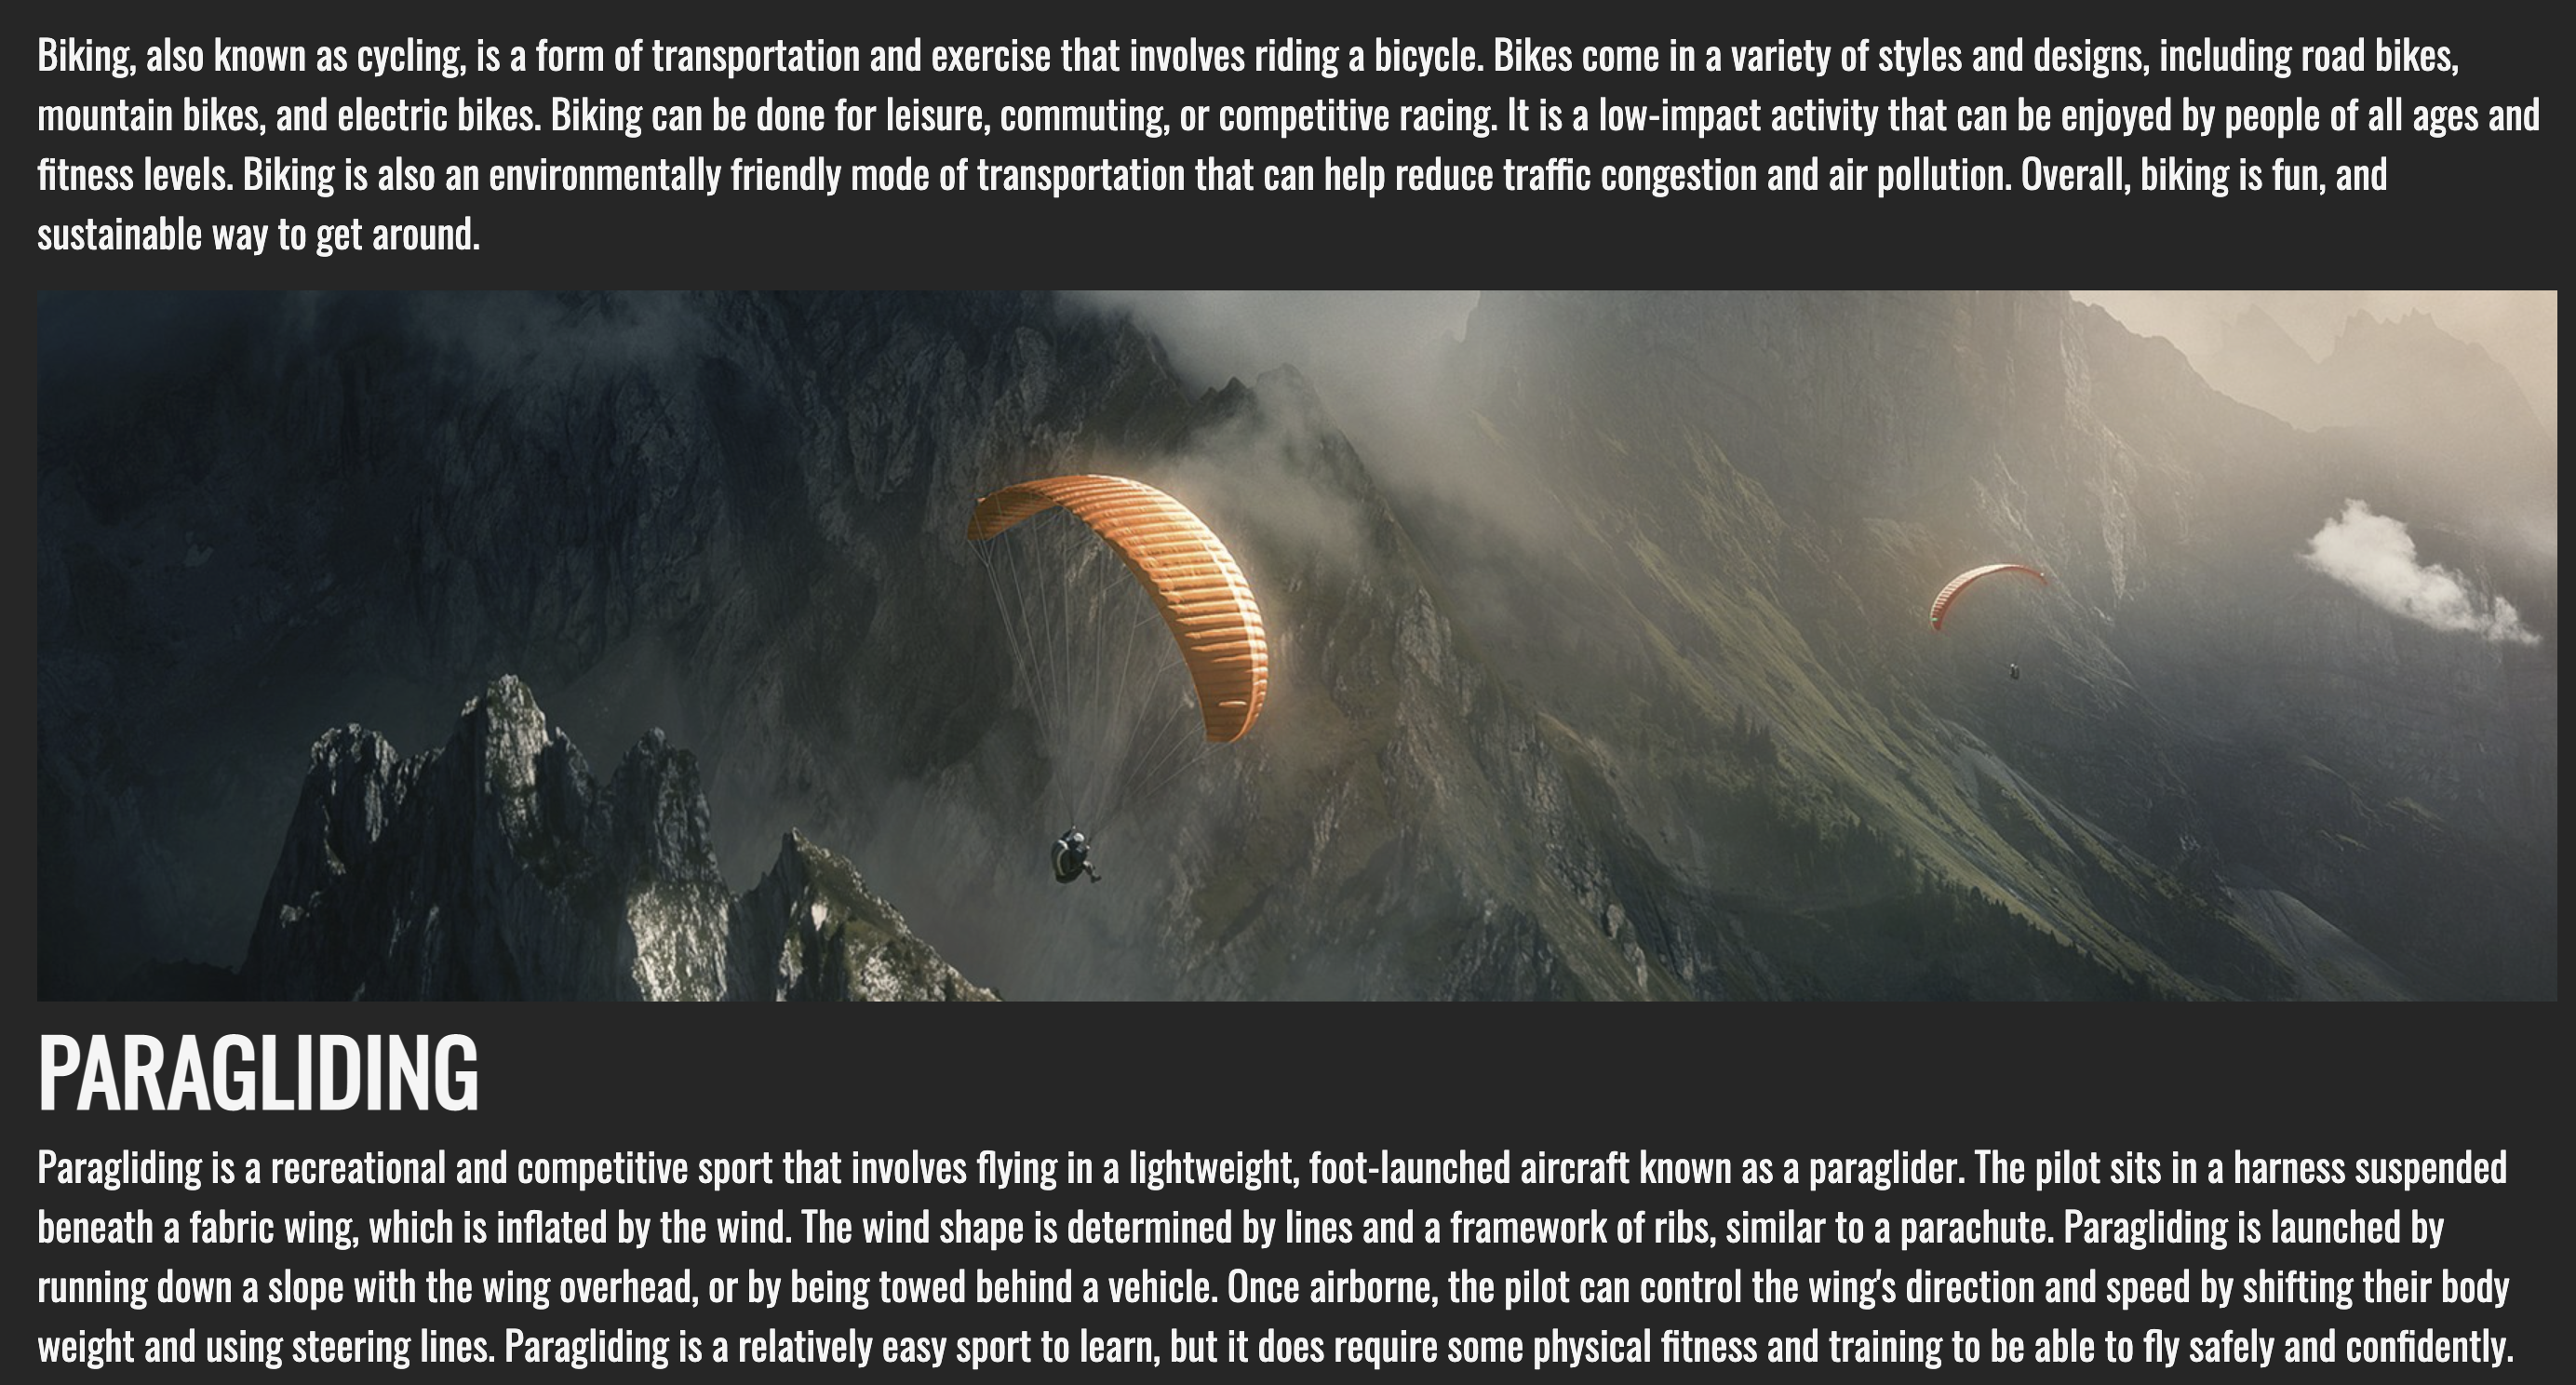 Biking, also known as cycling, is a form of transportation and exercise that involves riding a bicycle. Bikes come in a variety of styles and designs, including road bikes,
mountain bikes, and electric bikes. Biking can be done for leisure, commuting, or competitive racing. It is a low-impact activity that can be enjoyed by people of all ages and
fitness levels. Biking is also an environmentally friendly mode of transportation that can help reduce traffic congestion and air pollution. Overall, biking is fun, and
sustainable way to get around.
PARAGLIDING
Paragliding is a recreational and competitive sport that involves flying in a lightweight, foot-launched aircraft known as a paraglider. The pilot sits in a harness suspended
beneath a fabric wing, which is inflated by the wind. The wind shape is determined by lines and a framework of ribs, similar to a parachute. Paragliding is launched by
running down a slope with the wing overhead, or by being towed behind a vehicle. Once airborne, the pilot can control the wing's direction and speed by shifting their body
weight and using steering lines. Paragliding is a relatively easy sport to learn, but it does require some physical fitness and training to be able to fly safely and confidently.